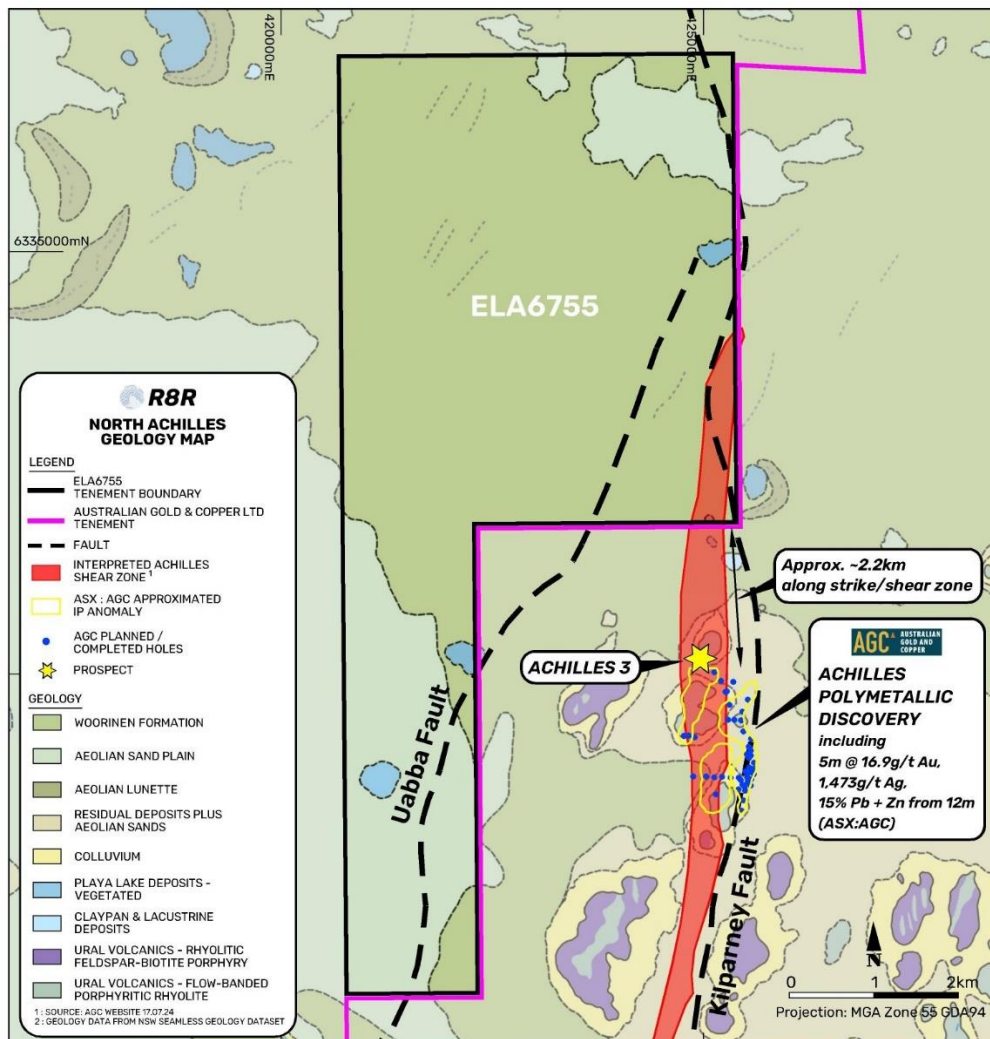 420000mE
425000mE
6335000mN
ELA6755
R8R
NORTH ACHILLES
GEOLOGY MAP
LEGEND
ELA6755
TENEMENT BOUNDARY
AUSTRALIAN GOLD & COPPER LTD
TENEMENT
FAULT
INTERPRETED ACHILLES
SHEAR ZONE 1
ASX : AGC APPROXIMATED
IP ANOMALY
AGC PLANNED /
COMPLETED HOLES
PROSPECT
GEOLOGY
WOORINEN FORMATION
AEOLIAN SAND PLAIN
AEOLIAN LUNETTE
RESIDUAL DEPOSITS PLUS
AEOLIAN SANDS
COLLUVIUM
PLAYA LAKE DEPOSITS -
VEGETATED
CLAYPAN & LACUSTRINE
DEPOSITS
URAL VOLCANICS - RHYOLITIC
FELDSPAR-BIOTITE PORPHYRY
URAL VOLCANICS - FLOW-BANDED
PORPHYRITIC RHYOLITE
1 : SOURCE: AGC WEBSITE 17.07.24
2 : GEOLOGY DATA FROM NSW SEAMLESS GEOLOGY DATASET
Uabba Fault
ACHILLES 3
Approx. ~2.2km
along strike/shear zone
AGC AUSTRALIAN
GOLD AND
COPPER
ACHILLES
POLYMETALLIC
DISCOVERY
including
5m @ 16.9g/t Au,
1,473g/t Ag,
15% Pb + Zn from 12m
(ASX:AGC)
Kilparney Fault
N
0 1 2km
Projection: MGA Zone 55 GDA94